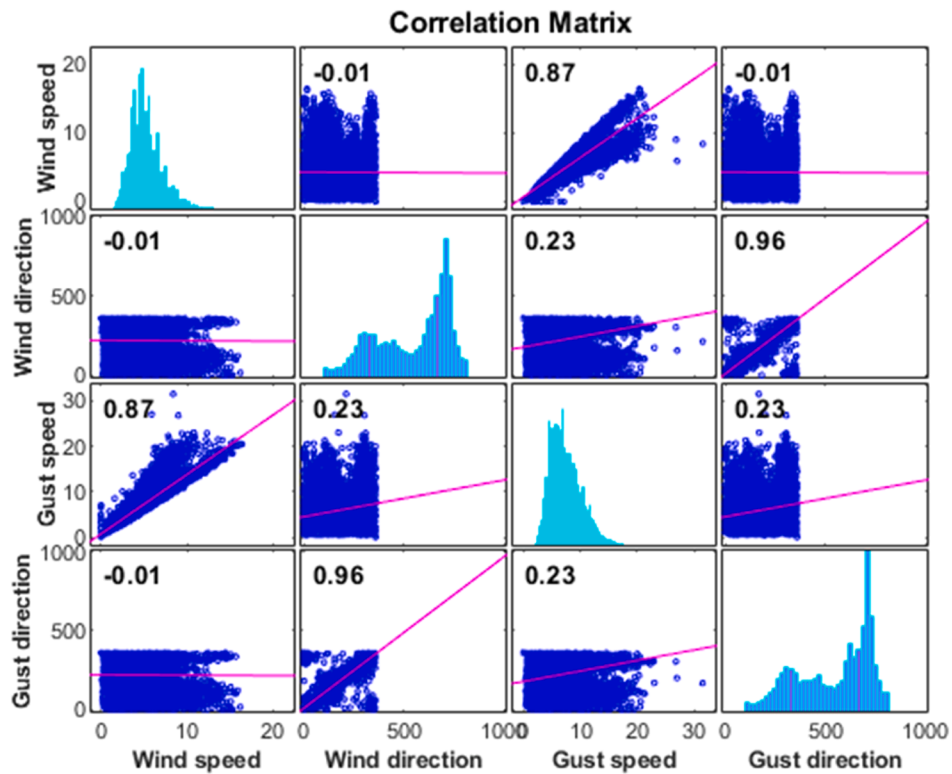 Correlation Matrix
Wind speed
20
10
0
-0.01
0.87
-0.01
Wind direction
1000
500
0
-0.01
0.23
0.96
Gust speed
30
20
10
0
0.87
0.23
0.23
Gust direction
1000
500
0
-0.01
0.96
0.23
0 10 20
0 500 1000
0 10 20 30
0 500 1000
Wind speed
Wind direction
Gust speed
Gust direction